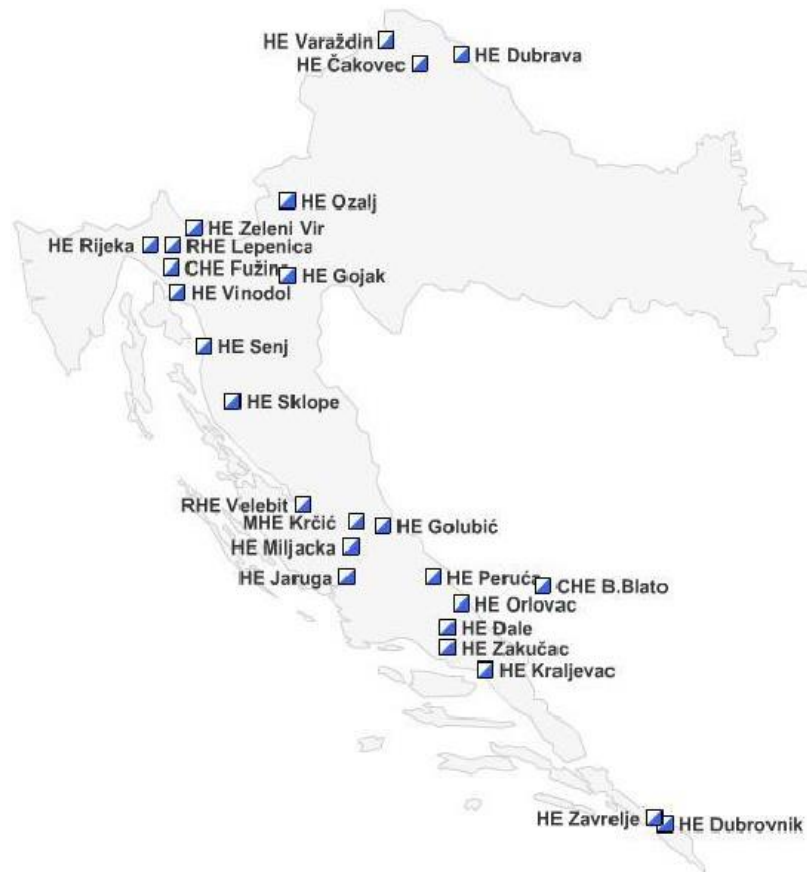 HE Varaždin
HE Dubrava
HE Čakovec
HE Ozalj
HE Zeleni Vir
HE Rijeka
RHE Lepenica
CHE Fužine
HE Gojak
HE Vinodol
HE Senj
HE Sklope
RHE Velebit
MHE Krčić
HE Golubić
HE Miljacka
HE Jaruga
HE Peruća
CHE B.Blato
HE Orlovac
HE Đale
HE Zakučac
HE Kraljevac
HE Zavrelje
HE Dubrovnik